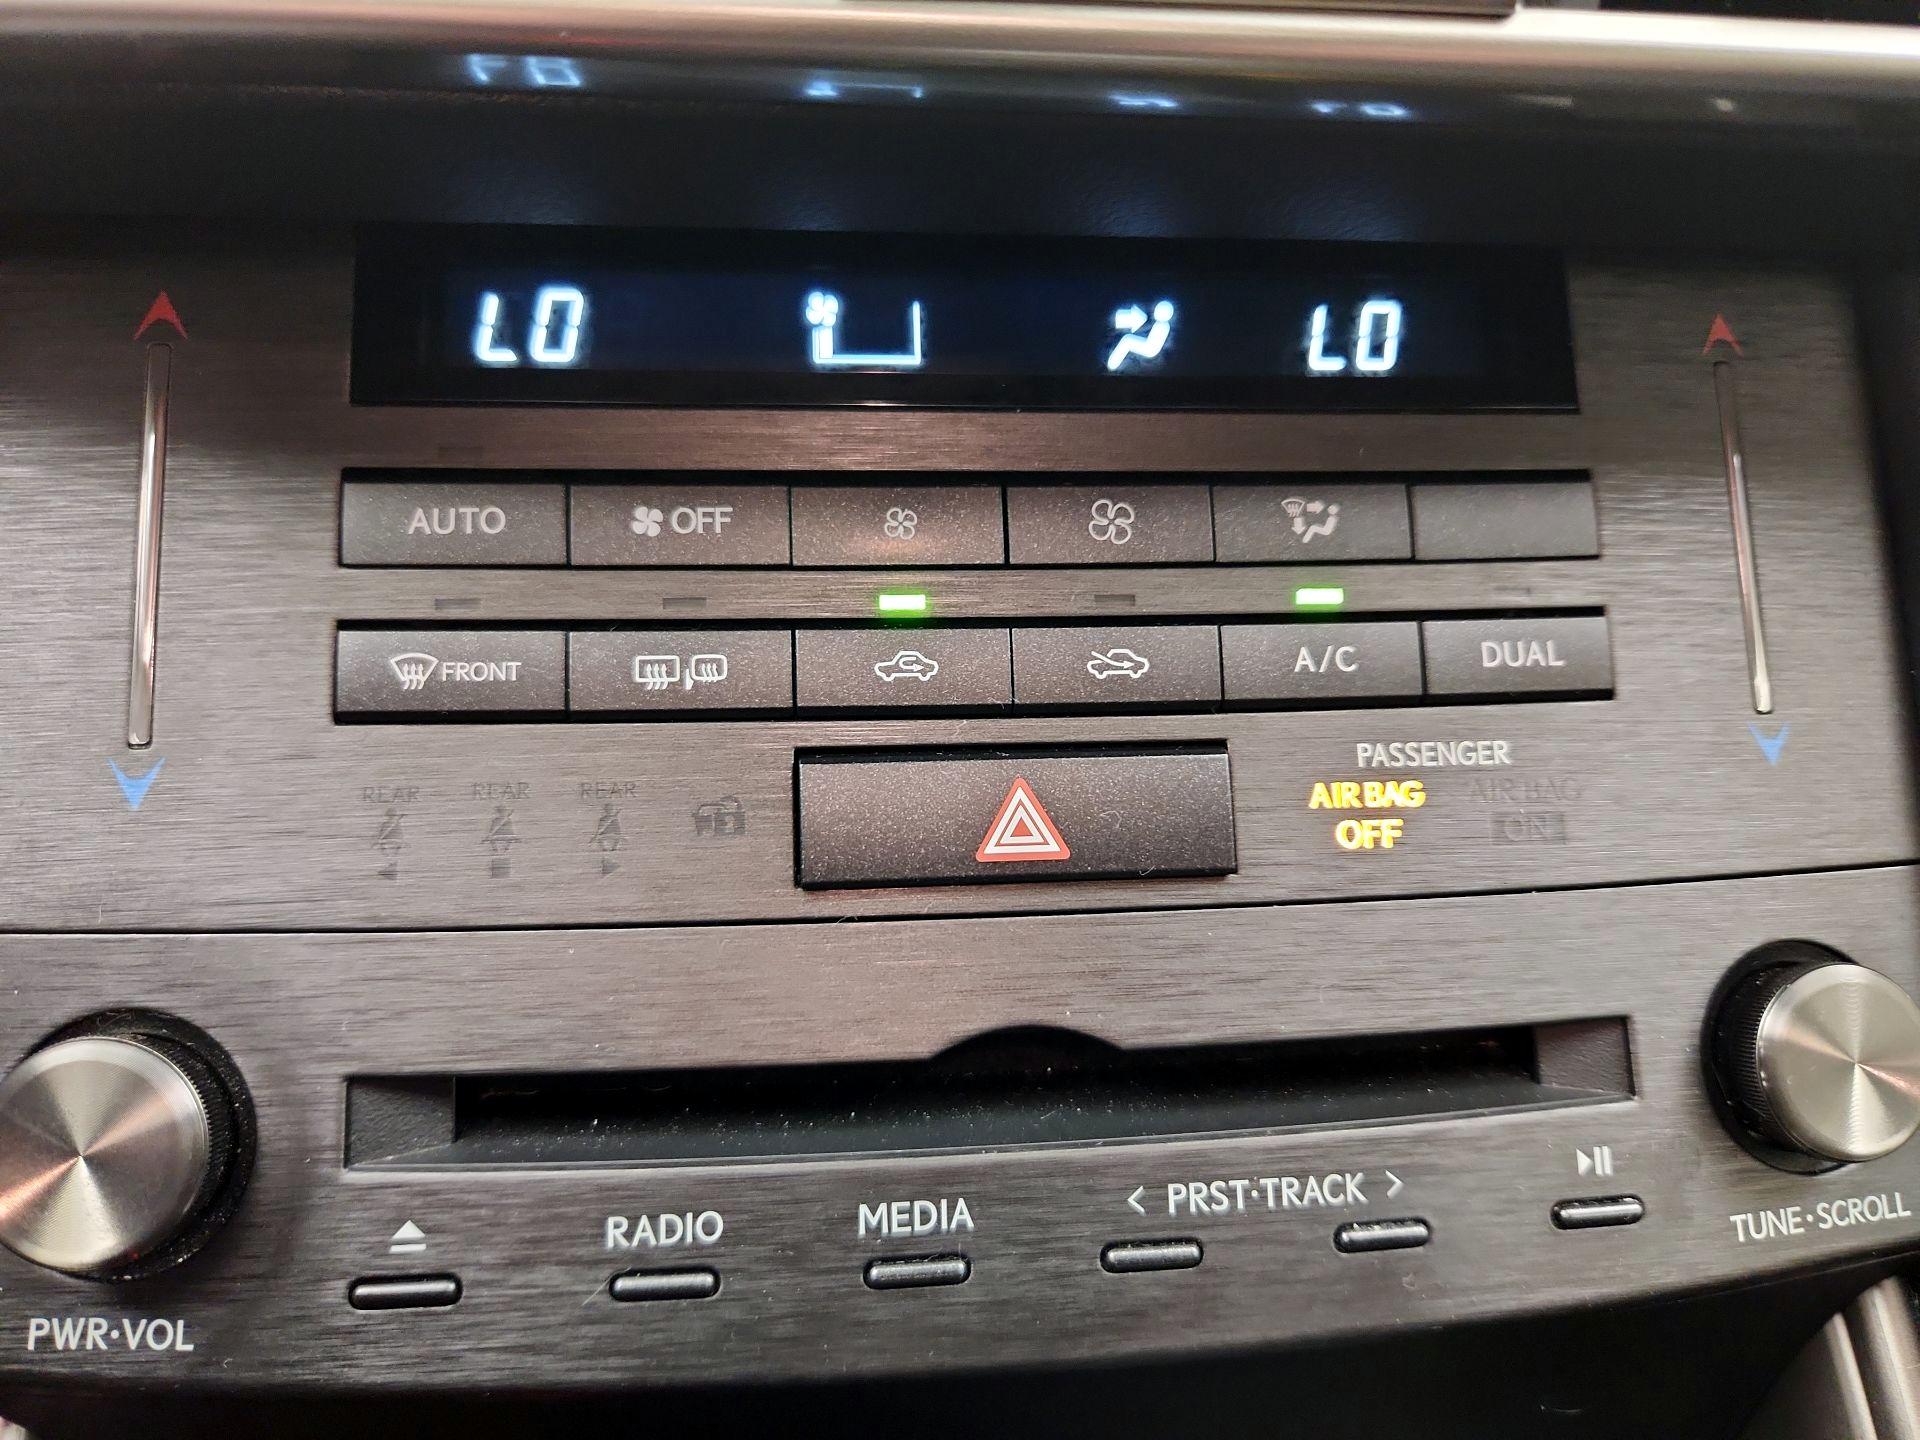 LO LO
AUTO OFF
FRONT A/C DUAL
PASSENGER
REAR REAR REAR AIR BAG AIR BAG
OFF ON
< PRST·TRACK >
RADIO MEDIA TUNE·SCROLL
PWR·VOL